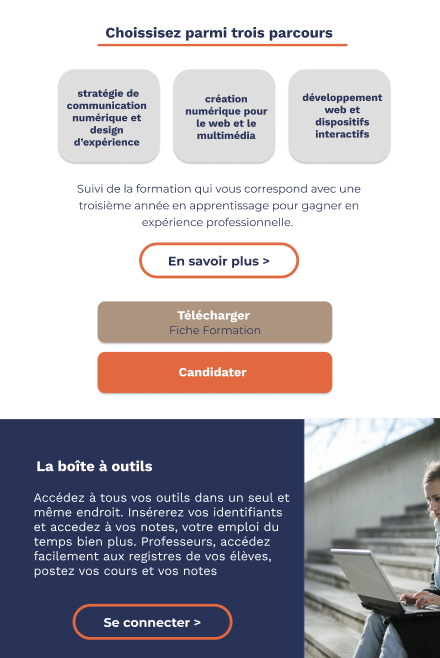 Choissisez parmi trois parcours
stratégie de
communication
numérique et
design
d'expérience
création
numérique pour
le web et le
multimédia
développement
web et
dispositifs
interactifs
Suivi de la formation qui vous correspond avec une
troisième année en apprentissage pour gagner en
expérience professionnelle.
En savoir plus >
Télécharger
Fiche Formation
Candidater
La boîte à outils
Accédez à tous vos outils dans un seul et
même endroit. Insérerez vos identifiants
et accedez à vos notes, votre emploi du
temps bien plus. Professeurs, accédez
facilement aux registres de vos élèves,
postez vos cours et vos notes
Se connecter >